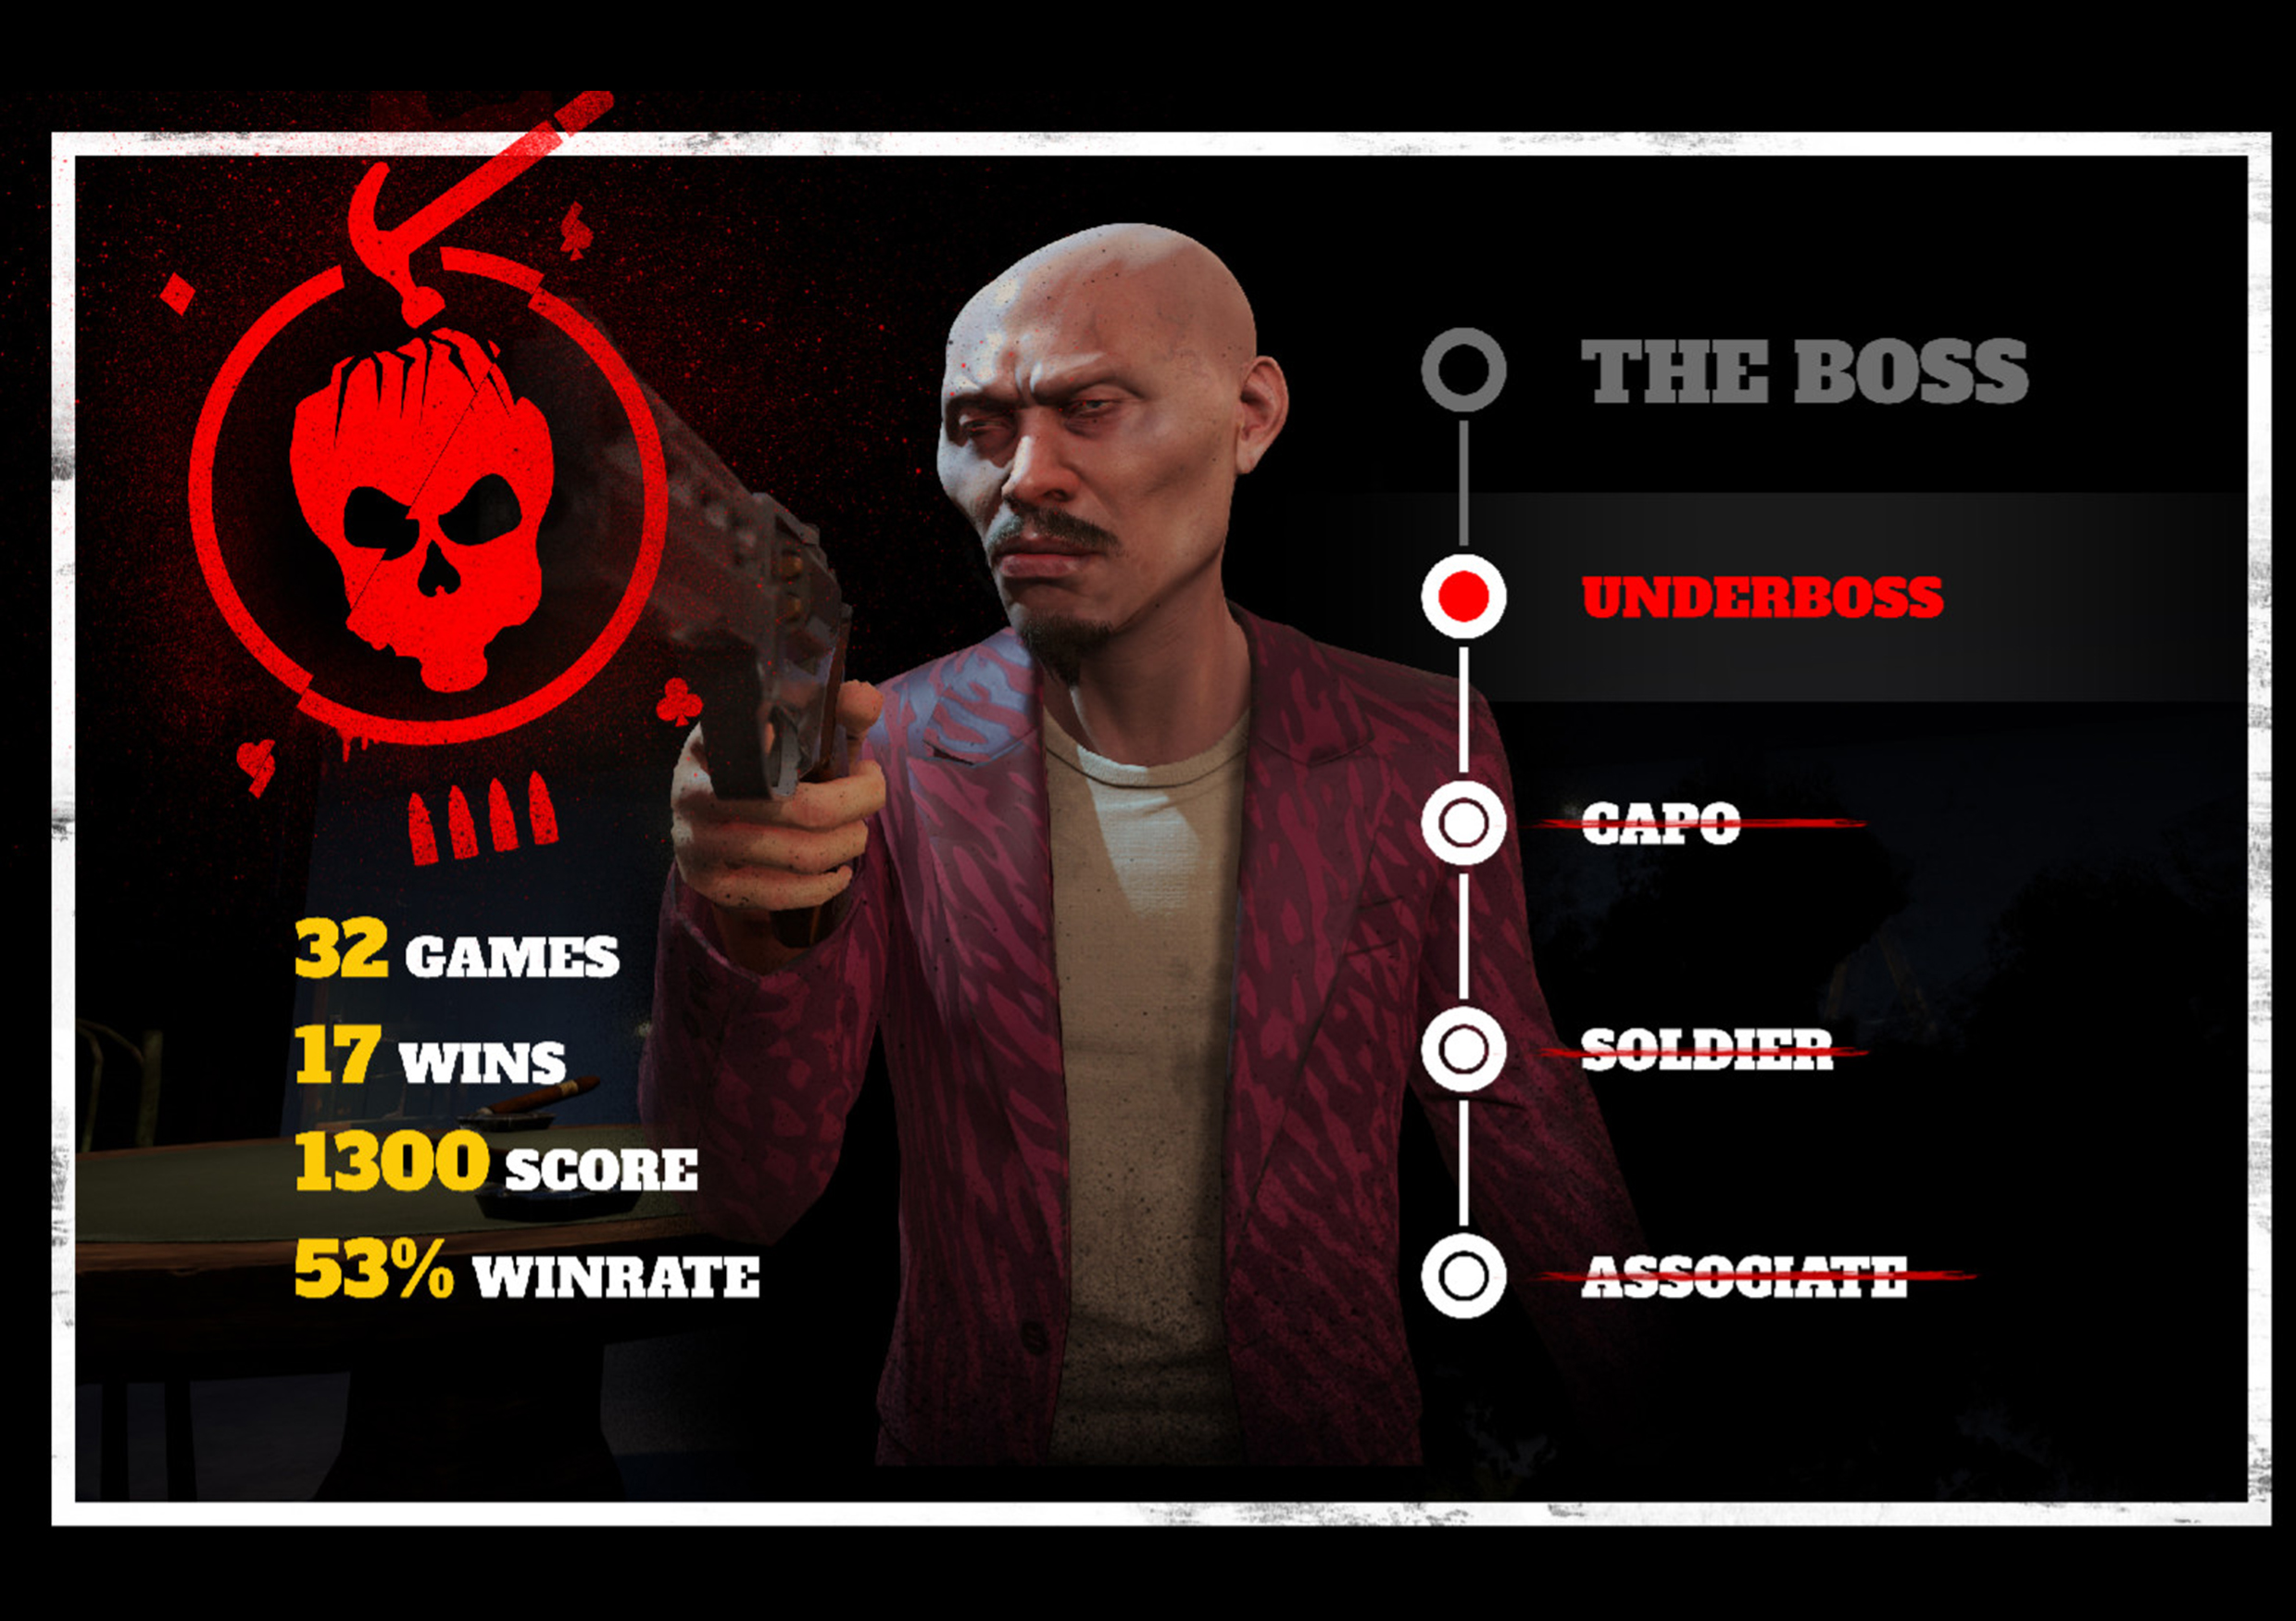 32 GAMES
17 WINS
1300 SCORE
53% WINRATE
THE BOSS
UNDERBOSS
CAPO
SOLDIER
ASSOCIATE